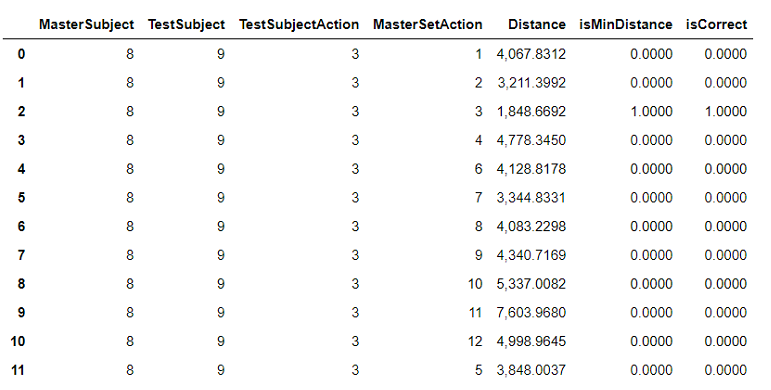 MasterSubject TestSubject TestSubjectAction MasterSetAction Distance isMinDistance isCorrect
0 8 9 3 1 4,067.8312 0.0000 0.0000
1 8 9 3 2 3,211.3992 0.0000 0.0000
2 8 9 3 3 1,848.6692 1.0000 1.0000
3 8 9 3 4 4,778.3450 0.0000 0.0000
4 8 9 3 6 4,128.8178 0.0000 0.0000
5 8 9 3 7 3,344.8331 0.0000 0.0000
6 8 9 3 8 4,083.2298 0.0000 0.0000
7 8 9 3 9 4,340.7169 0.0000 0.0000
8 8 9 3 10 5,337.0082 0.0000 0.0000
9 8 9 3 11 7,603.9680 0.0000 0.0000
10 8 9 3 12 4,998.9645 0.0000 0.0000
11 8 9 3 5 3,848.0037 0.0000 0.0000